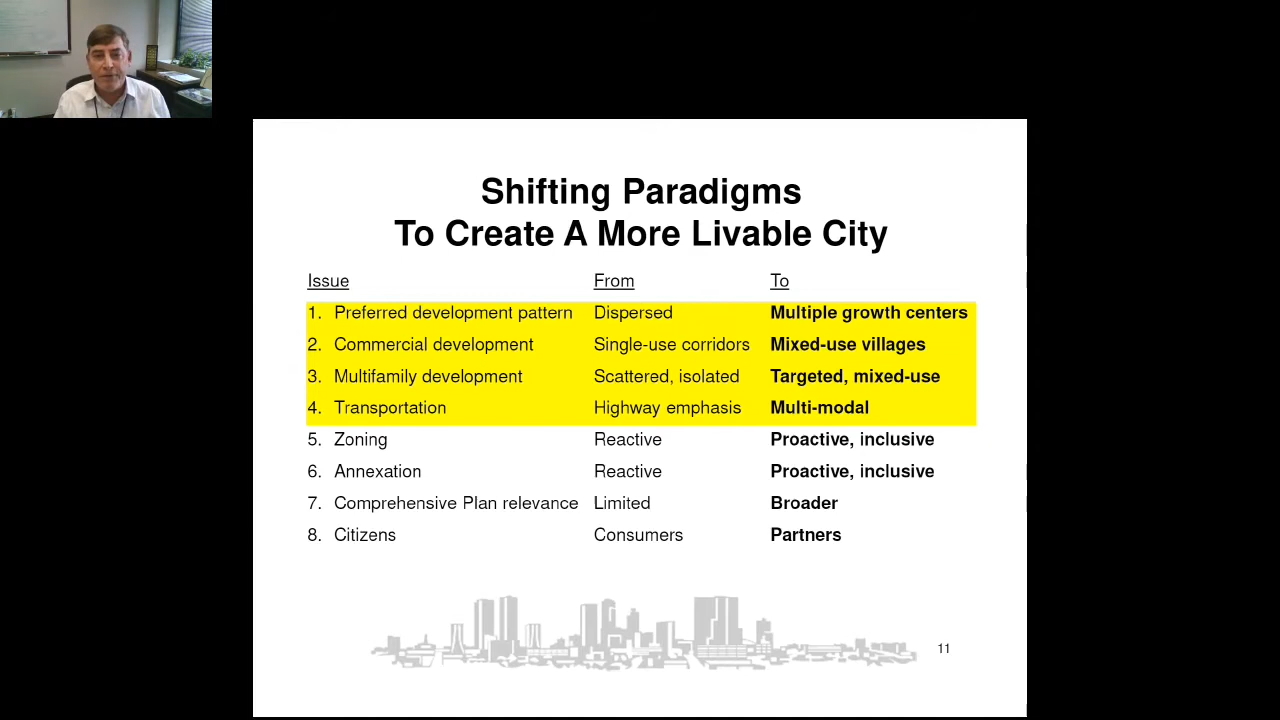 Shifting Paradigms
To Create A More Livable City
Issue From To
1. Preferred development pattern Dispersed Multiple growth centers
2. Commercial development Single-use corridors Mixed-use villages
3. Multifamily development Scattered, isolated Targeted, mixed-use
4. Transportation Highway emphasis Multi-modal
5. Zoning Reactive Proactive, inclusive
6. Annexation Reactive Proactive, inclusive
7. Comprehensive Plan relevance Limited Broader
8. Citizens Consumers Partners
11